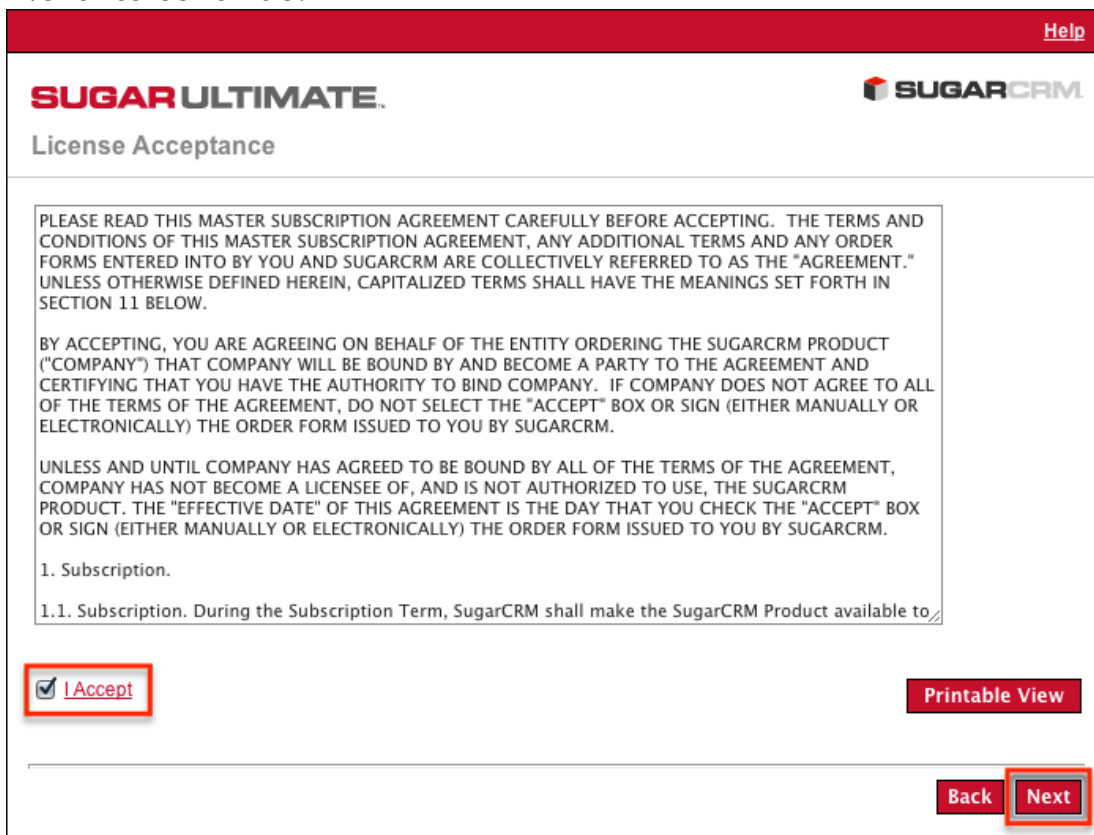 Help
SUGAR ULTIMATE.
SUGARCRM
License Acceptance
PLEASE READ THIS MASTER SUBSCRIPTION AGREEMENT CAREFULLY BEFORE ACCEPTING.  THE TERMS AND
CONDITIONS OF THIS MASTER SUBSCRIPTION AGREEMENT, ANY ADDITIONAL TERMS AND ANY ORDER
FORMS ENTERED INTO BY YOU AND SUGARCRM ARE COLLECTIVELY REFERRED TO AS THE "AGREEMENT."
UNLESS OTHERWISE DEFINED HEREIN, CAPITALIZED TERMS SHALL HAVE THE MEANINGS SET FORTH IN
SECTION 11 BELOW.
BY ACCEPTING, YOU ARE AGREEING ON BEHALF OF THE ENTITY ORDERING THE SUGARCRM PRODUCT
("COMPANY") THAT COMPANY WILL BE BOUND BY AND BECOME A PARTY TO THE AGREEMENT AND
CERTIFYING THAT YOU HAVE THE AUTHORITY TO BIND COMPANY.  IF COMPANY DOES NOT AGREE TO ALL
OF THE TERMS OF THE AGREEMENT, DO NOT SELECT THE "ACCEPT" BOX OR SIGN (EITHER MANUALLY OR
ELECTRONICALLY) THE ORDER FORM ISSUED TO YOU BY SUGARCRM.
UNLESS AND UNTIL COMPANY HAS AGREED TO BE BOUND BY ALL OF THE TERMS OF THE AGREEMENT,
COMPANY HAS NOT BECOME A LICENSEE OF, AND IS NOT AUTHORIZED TO USE, THE SUGARCRM
PRODUCT. THE "EFFECTIVE DATE" OF THIS AGREEMENT IS THE DAY THAT YOU CHECK THE "ACCEPT" BOX
OR SIGN (EITHER MANUALLY OR ELECTRONICALLY) THE ORDER FORM ISSUED TO YOU BY SUGARCRM.
1. Subscription.
1.1. Subscription. During the Subscription Term, SugarCRM shall make the SugarCRM Product available to
I Accept
Printable View
Back
Next